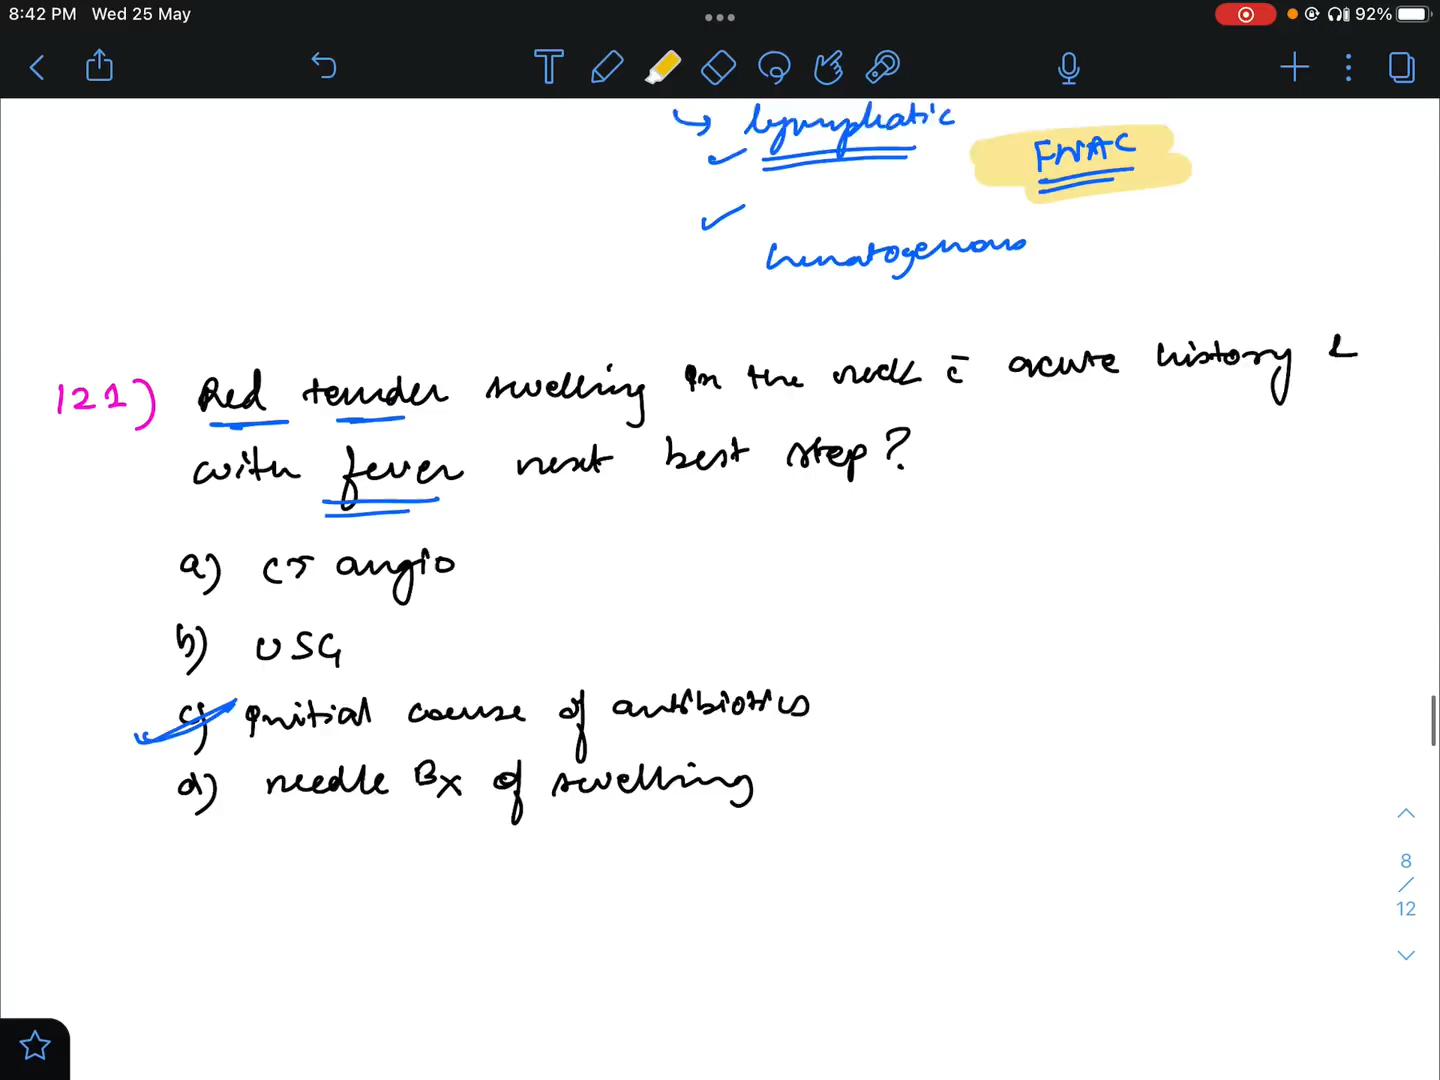 8:42 PM Wed 25 May
92%
lymphatic
FNAC
hematogenous
121) Red tender swelling in the neck c̄ acute history &
with fever next best step?
a) CT angio
b) USG
c) initial course of antibiotics
d) needle Bx of swelling
8
/
12